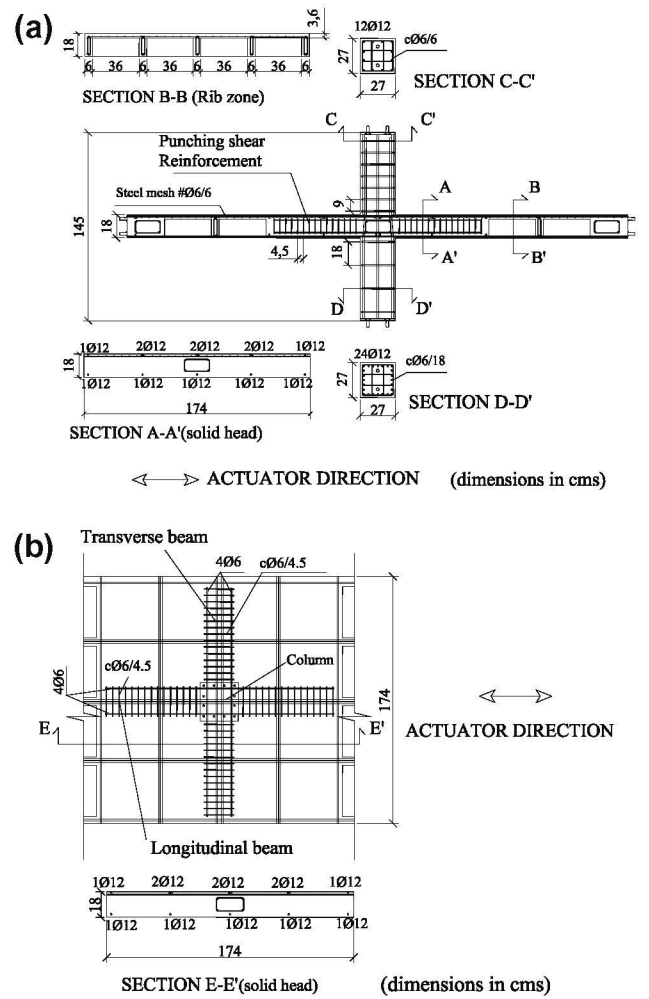 (a)
3,6
18
6 36 6 36 6 36 6 36 6
SECTION B-B (Rib zone)
12Ø12
cØ6/6
27
27
SECTION C-C'
C C'
Punching shear
Reinforcement
Steel mesh #Ø6/6
9
A B
145
18
4,5
18
A' B'
D D'
1Ø12 2Ø12 2Ø12 2Ø12 1Ø12
18
1Ø12 1Ø12 1Ø12 1Ø12 1Ø12
174
SECTION A-A'(solid head)
24Ø12
cØ6/18
27
27
SECTION D-D'
ACTUATOR DIRECTION (dimensions in cms)
(b)
Transverse beam
4Ø6
cØ6/4.5
cØ6/4.5
Column
4Ø6
174
E E'
ACTUATOR DIRECTION
Longitudinal beam
1Ø12 2Ø12 2Ø12 2Ø12 1Ø12
18
1Ø12 1Ø12 1Ø12 1Ø12 1Ø12
174
SECTION E-E'(solid head) (dimensions in cms)